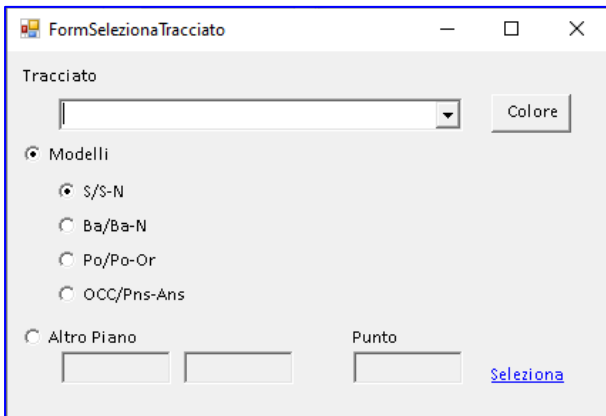 FormSelezionaTracciato
Tracciato
Colore
Modelli
S/S-N
Ba/Ba-N
Po/Po-Or
OCC/Pns-Ans
Altro Piano Punto
Seleziona